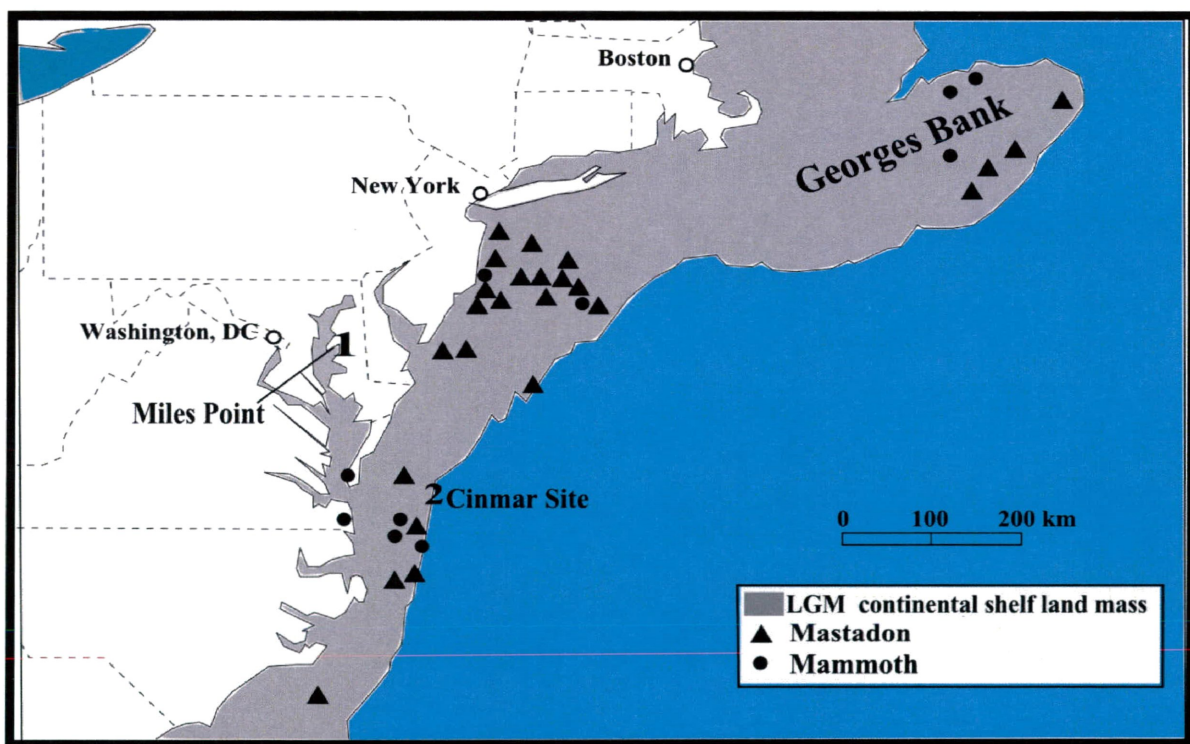 Boston
Georges Bank
New York
Washington, DC
1
Miles Point
2 Cinmar Site
0 100 200 km
LGM continental shelf land mass
Mastadon
Mammoth